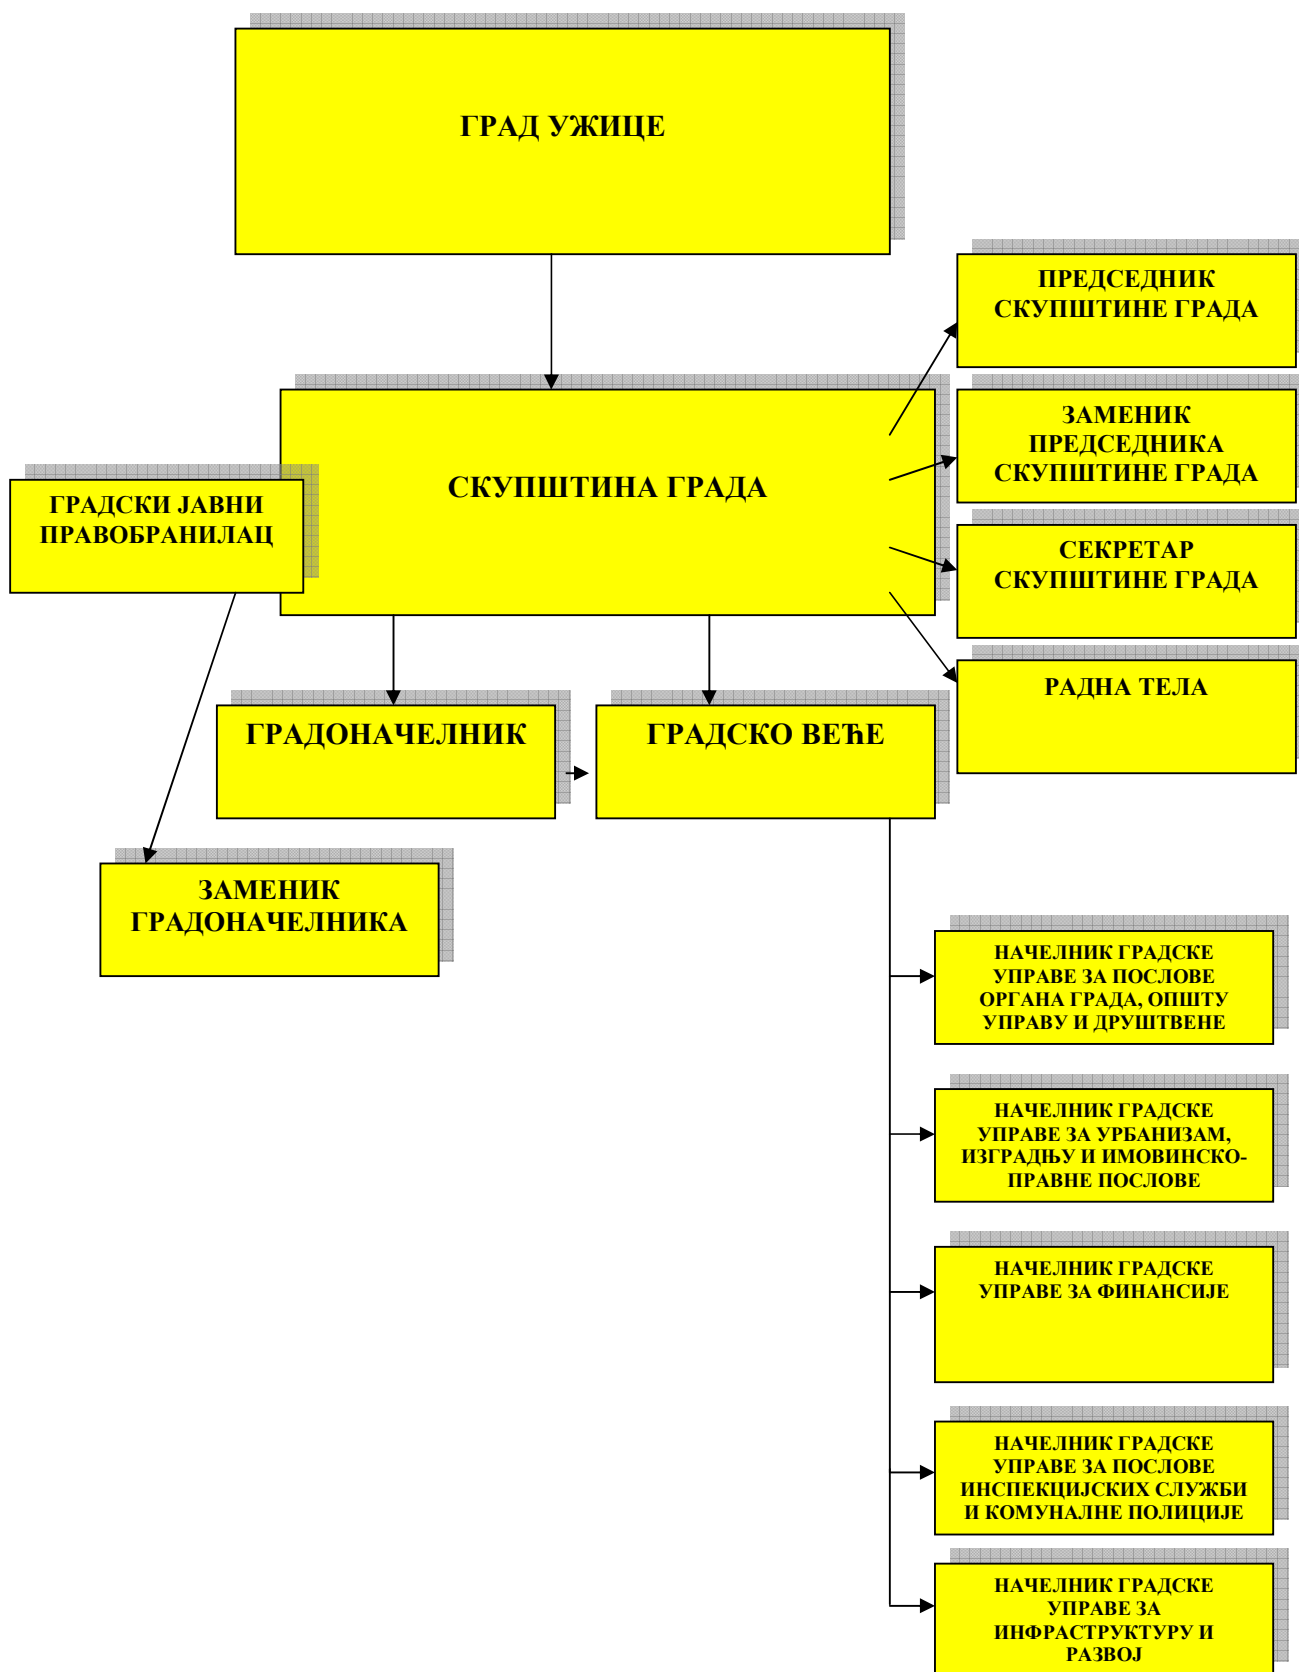 ГРАД УЖИЦЕ
ПРЕДСЕДНИК
СКУПШТИНЕ ГРАДА
ЗАМЕНИК
ПРЕДСЕДНИКА
СКУПШТИНЕ ГРАДА
СКУПШТИНА ГРАДА
ГРАДСКИ ЈАВНИ
ПРАВОБРАНИЛАЦ
СЕКРЕТАР
СКУПШТИНЕ ГРАДА
РАДНА ТЕЛА
ГРАДОНАЧЕЛНИК
ГРАДСКО ВЕЋЕ
ЗАМЕНИК
ГРАДОНАЧЕЛНИКА
НАЧЕЛНИК ГРАДСКЕ
УПРАВЕ ЗА ПОСЛОВЕ
ОРГАНА ГРАДА, ОПШТУ
УПРАВУ И ДРУШТВЕНЕ
НАЧЕЛНИК ГРАДСКЕ
УПРАВЕ ЗА УРБАНИЗАМ,
ИЗГРАДЊУ И ИМОВИНСКО-
ПРАВНЕ ПОСЛОВЕ
НАЧЕЛНИК ГРАДСКЕ
УПРАВЕ ЗА ФИНАНСИЈЕ
НАЧЕЛНИК ГРАДСКЕ
УПРАВЕ ЗА ПОСЛОВЕ
ИНСПЕКЦИЈСКИХ СЛУЖБИ
И КОМУНАЛНЕ ПОЛИЦИЈЕ
НАЧЕЛНИК ГРАДСКЕ
УПРАВЕ ЗА
ИНФРАСТРУКТУРУ И
РАЗВОЈ